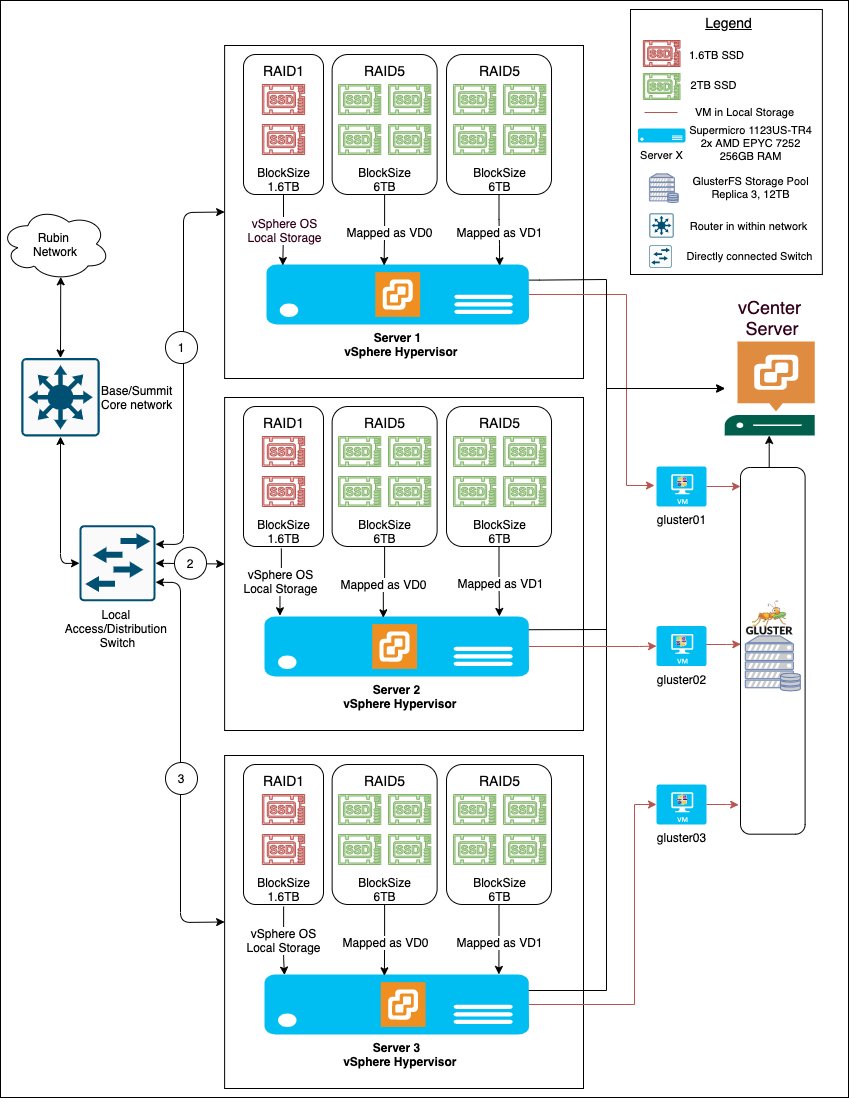 Legend
1.6TB SSD
2TB SSD
VM in Local Storage
Supermicro 1123US-TR4
2x AMD EPYC 7252
256GB RAM
Server X
GlusterFS Storage Pool
Replica 3, 12TB
Router in within network
Directly connected Switch
Rubin
Network
Base/Summit
Core network
Local
Access/Distribution
Switch
1
2
3
RAID1
SSD
SSD
BlockSize
1.6TB
RAID5
SSD SSD
SSD SSD
BlockSize
6TB
RAID5
SSD SSD
SSD SSD
BlockSize
6TB
vSphere OS
Local Storage
Mapped as VD0
Mapped as VD1
Server 1
vSphere Hypervisor
RAID1
SSD
SSD
BlockSize
1.6TB
RAID5
SSD SSD
SSD SSD
BlockSize
6TB
RAID5
SSD SSD
SSD SSD
BlockSize
6TB
vSphere OS
Local Storage
Mapped as VD0
Mapped as VD1
Server 2
vSphere Hypervisor
RAID1
SSD
SSD
BlockSize
1.6TB
RAID5
SSD SSD
SSD SSD
BlockSize
6TB
RAID5
SSD SSD
SSD SSD
BlockSize
6TB
vSphere OS
Local Storage
Mapped as VD0
Mapped as VD1
Server 3
vSphere Hypervisor
vCenter
Server
VM
gluster01
VM
gluster02
VM
gluster03
GLUSTER
SSD
SSD